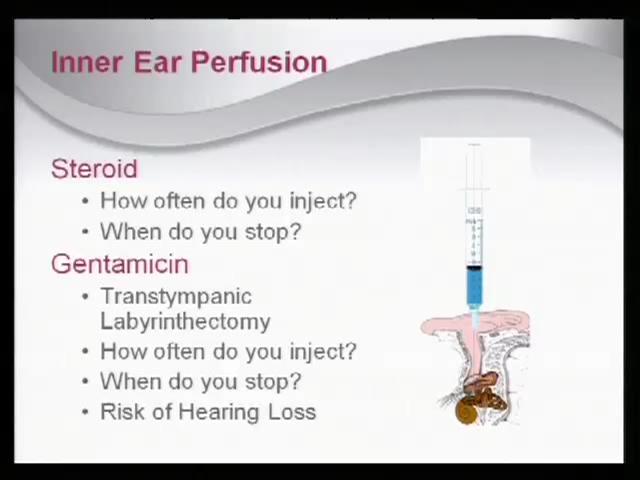 Inner Ear Perfusion
Steroid
• How often do you inject?
• When do you stop?
Gentamicin
• Transtympanic
Labyrinthectomy
• How often do you inject?
• When do you stop?
• Risk of Hearing Loss